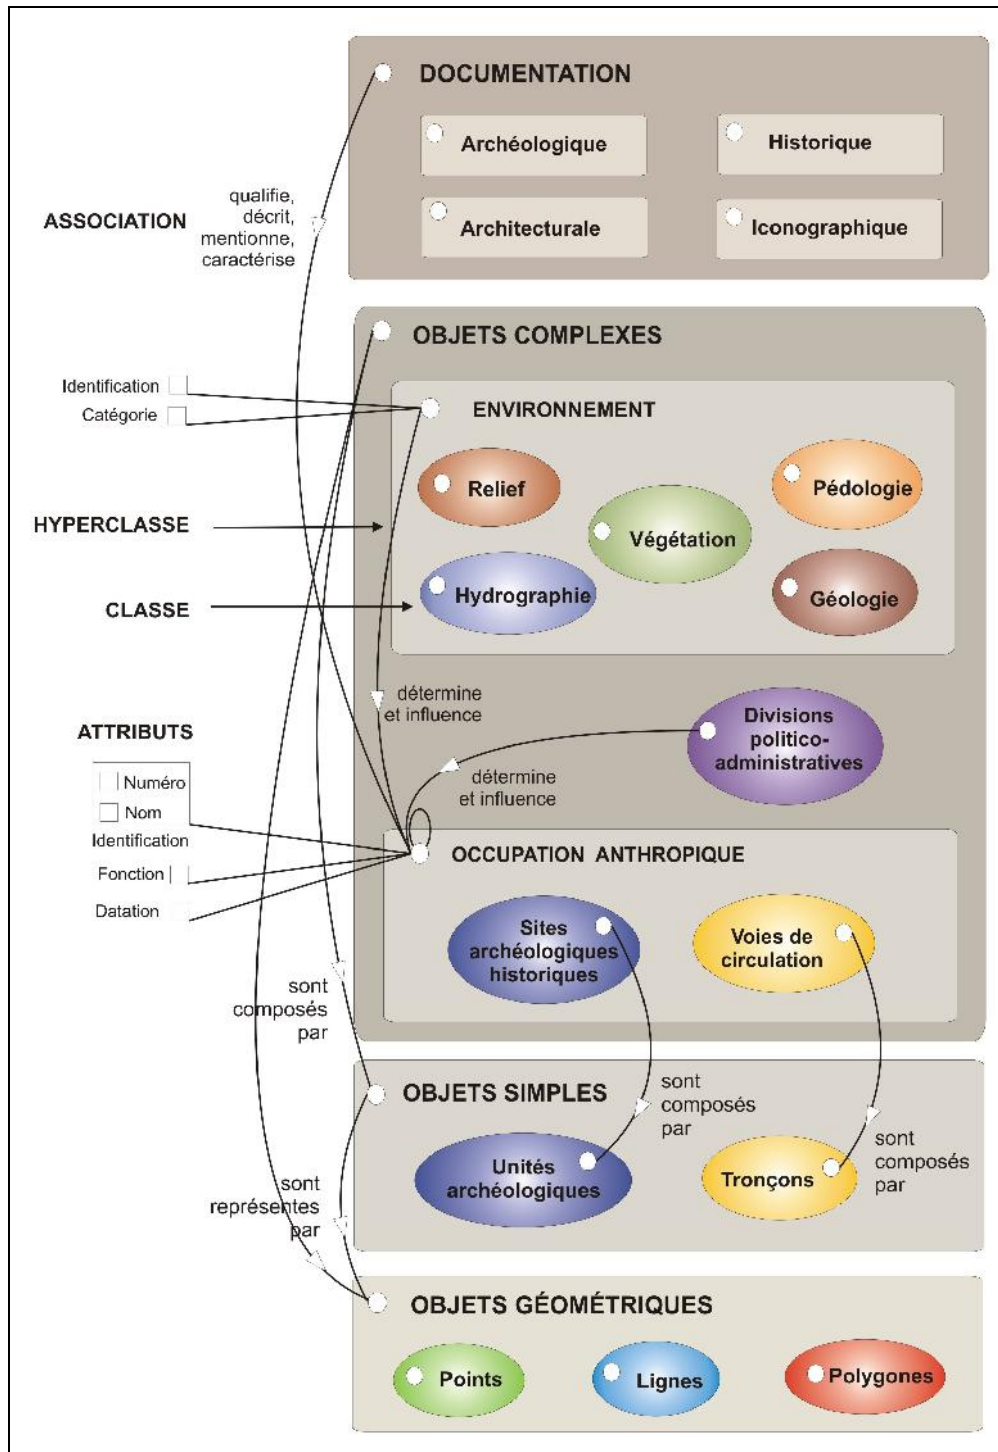 DOCUMENTATION
Archéologique
Historique
Architecturale
Iconographique
ASSOCIATION
qualifie,
décrit,
mentionne,
caractérise
OBJETS COMPLEXES
Identification
Catégorie
ENVIRONNEMENT
Relief
Végétation
Pédologie
Hydrographie
Géologie
HYPERCLASSE
CLASSE
détermine
et influence
Divisions
politico-
administratives
détermine
et influence
ATTRIBUTS
Numéro
Nom
Identification
Fonction
Datation
OCCUPATION ANTHROPIQUE
Sites
archéologiques
historiques
Voies de
circulation
sont
composés
par
OBJETS SIMPLES
sont
composés
par
sont
composés
par
Unités
archéologiques
Tronçons
sont
représentes
par
OBJETS GÉOMÉTRIQUES
Points
Lignes
Polygones